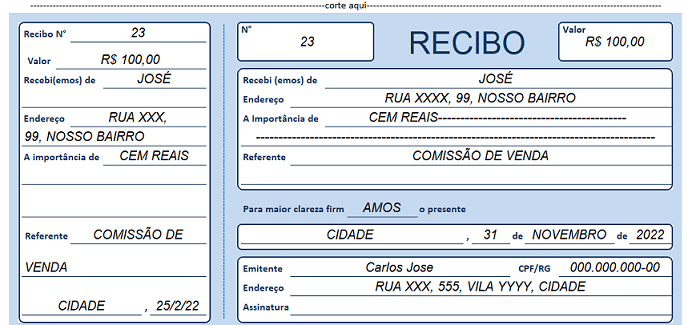 corte aqui
Recibo N° 23
Valor R$ 100,00
Recebi(emos) de JOSÉ
Endereço RUA XXX,
99, NOSSO BAIRRO
A importância de CEM REAIS
Referente COMISSÃO DE
VENDA
CIDADE , 25/2/22
N° 23
RECIBO
Valor R$ 100,00
Recebi (emos) de JOSÉ
Endereço RUA XXXX, 99, NOSSO BAIRRO
A Importância de CEM REAIS
Referente COMISSÃO DE VENDA
Para maior clareza firm AMOS o presente
CIDADE , 31 de NOVEMBRO de 2022
Emitente Carlos Jose CPF/RG 000.000.000-00
Endereço RUA XXX, 555, VILA YYYY, CIDADE
Assinatura